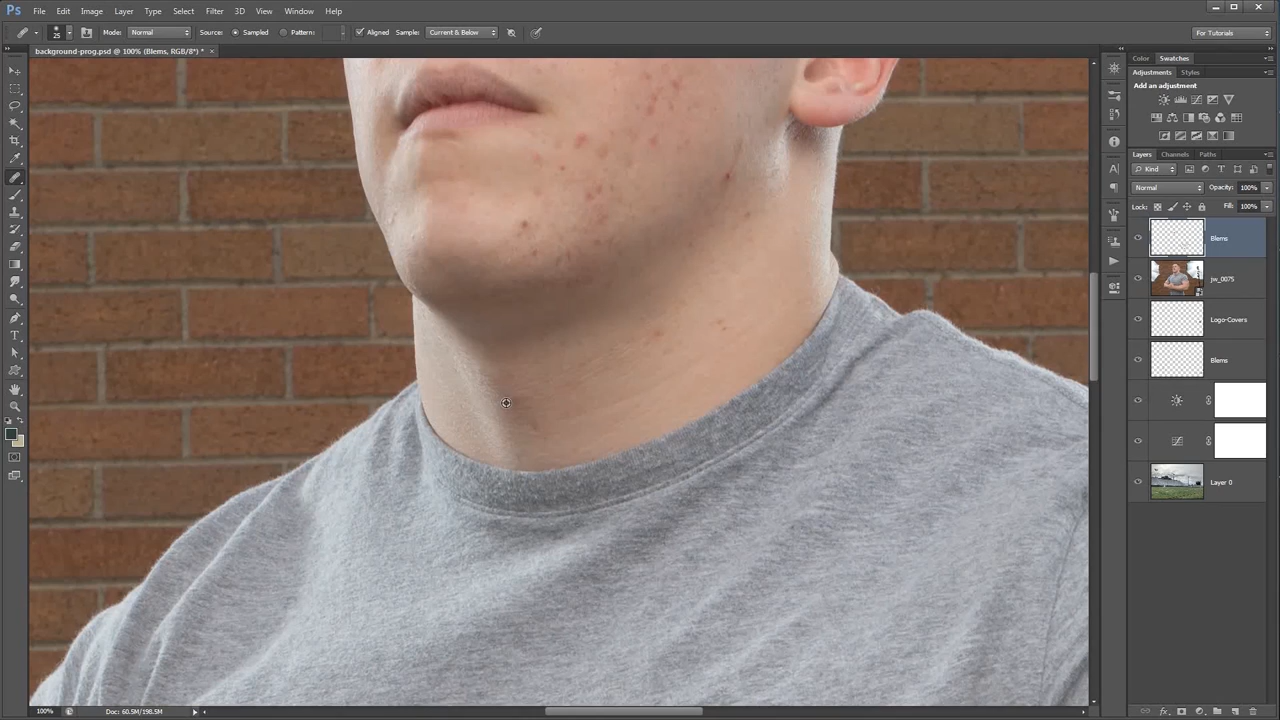 Ps File Edit Image Layer Type Select Filter 3D View Window Help
25 Mode: Normal Source: Sampled Pattern: Aligned Sample: Current & Below For Tutorials
background-prog.psd @ 100% (Blems, RGB/8*) * ×
Color Swatches
Adjustments Styles
Add an adjustment
Layers Channels Paths
Kind
Normal Opacity: 100%
Lock: Fill: 100%
Blems
jw_0075
Logo-Covers
Blems
Layer 0
100% Doc: 60.5M/198.5M